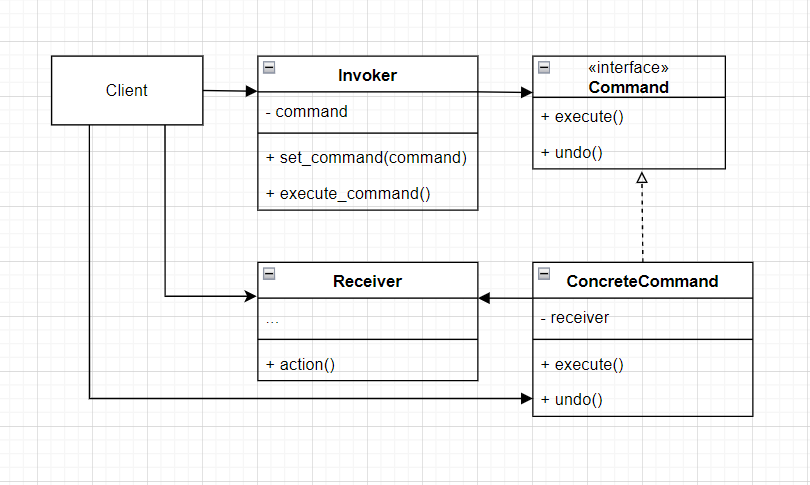 Client
Invoker
- command
+ set_command(command)
+ execute_command()
«interface»
Command
+ execute()
+ undo()
Receiver
...
+ action()
ConcreteCommand
- receiver
+ execute()
+ undo()